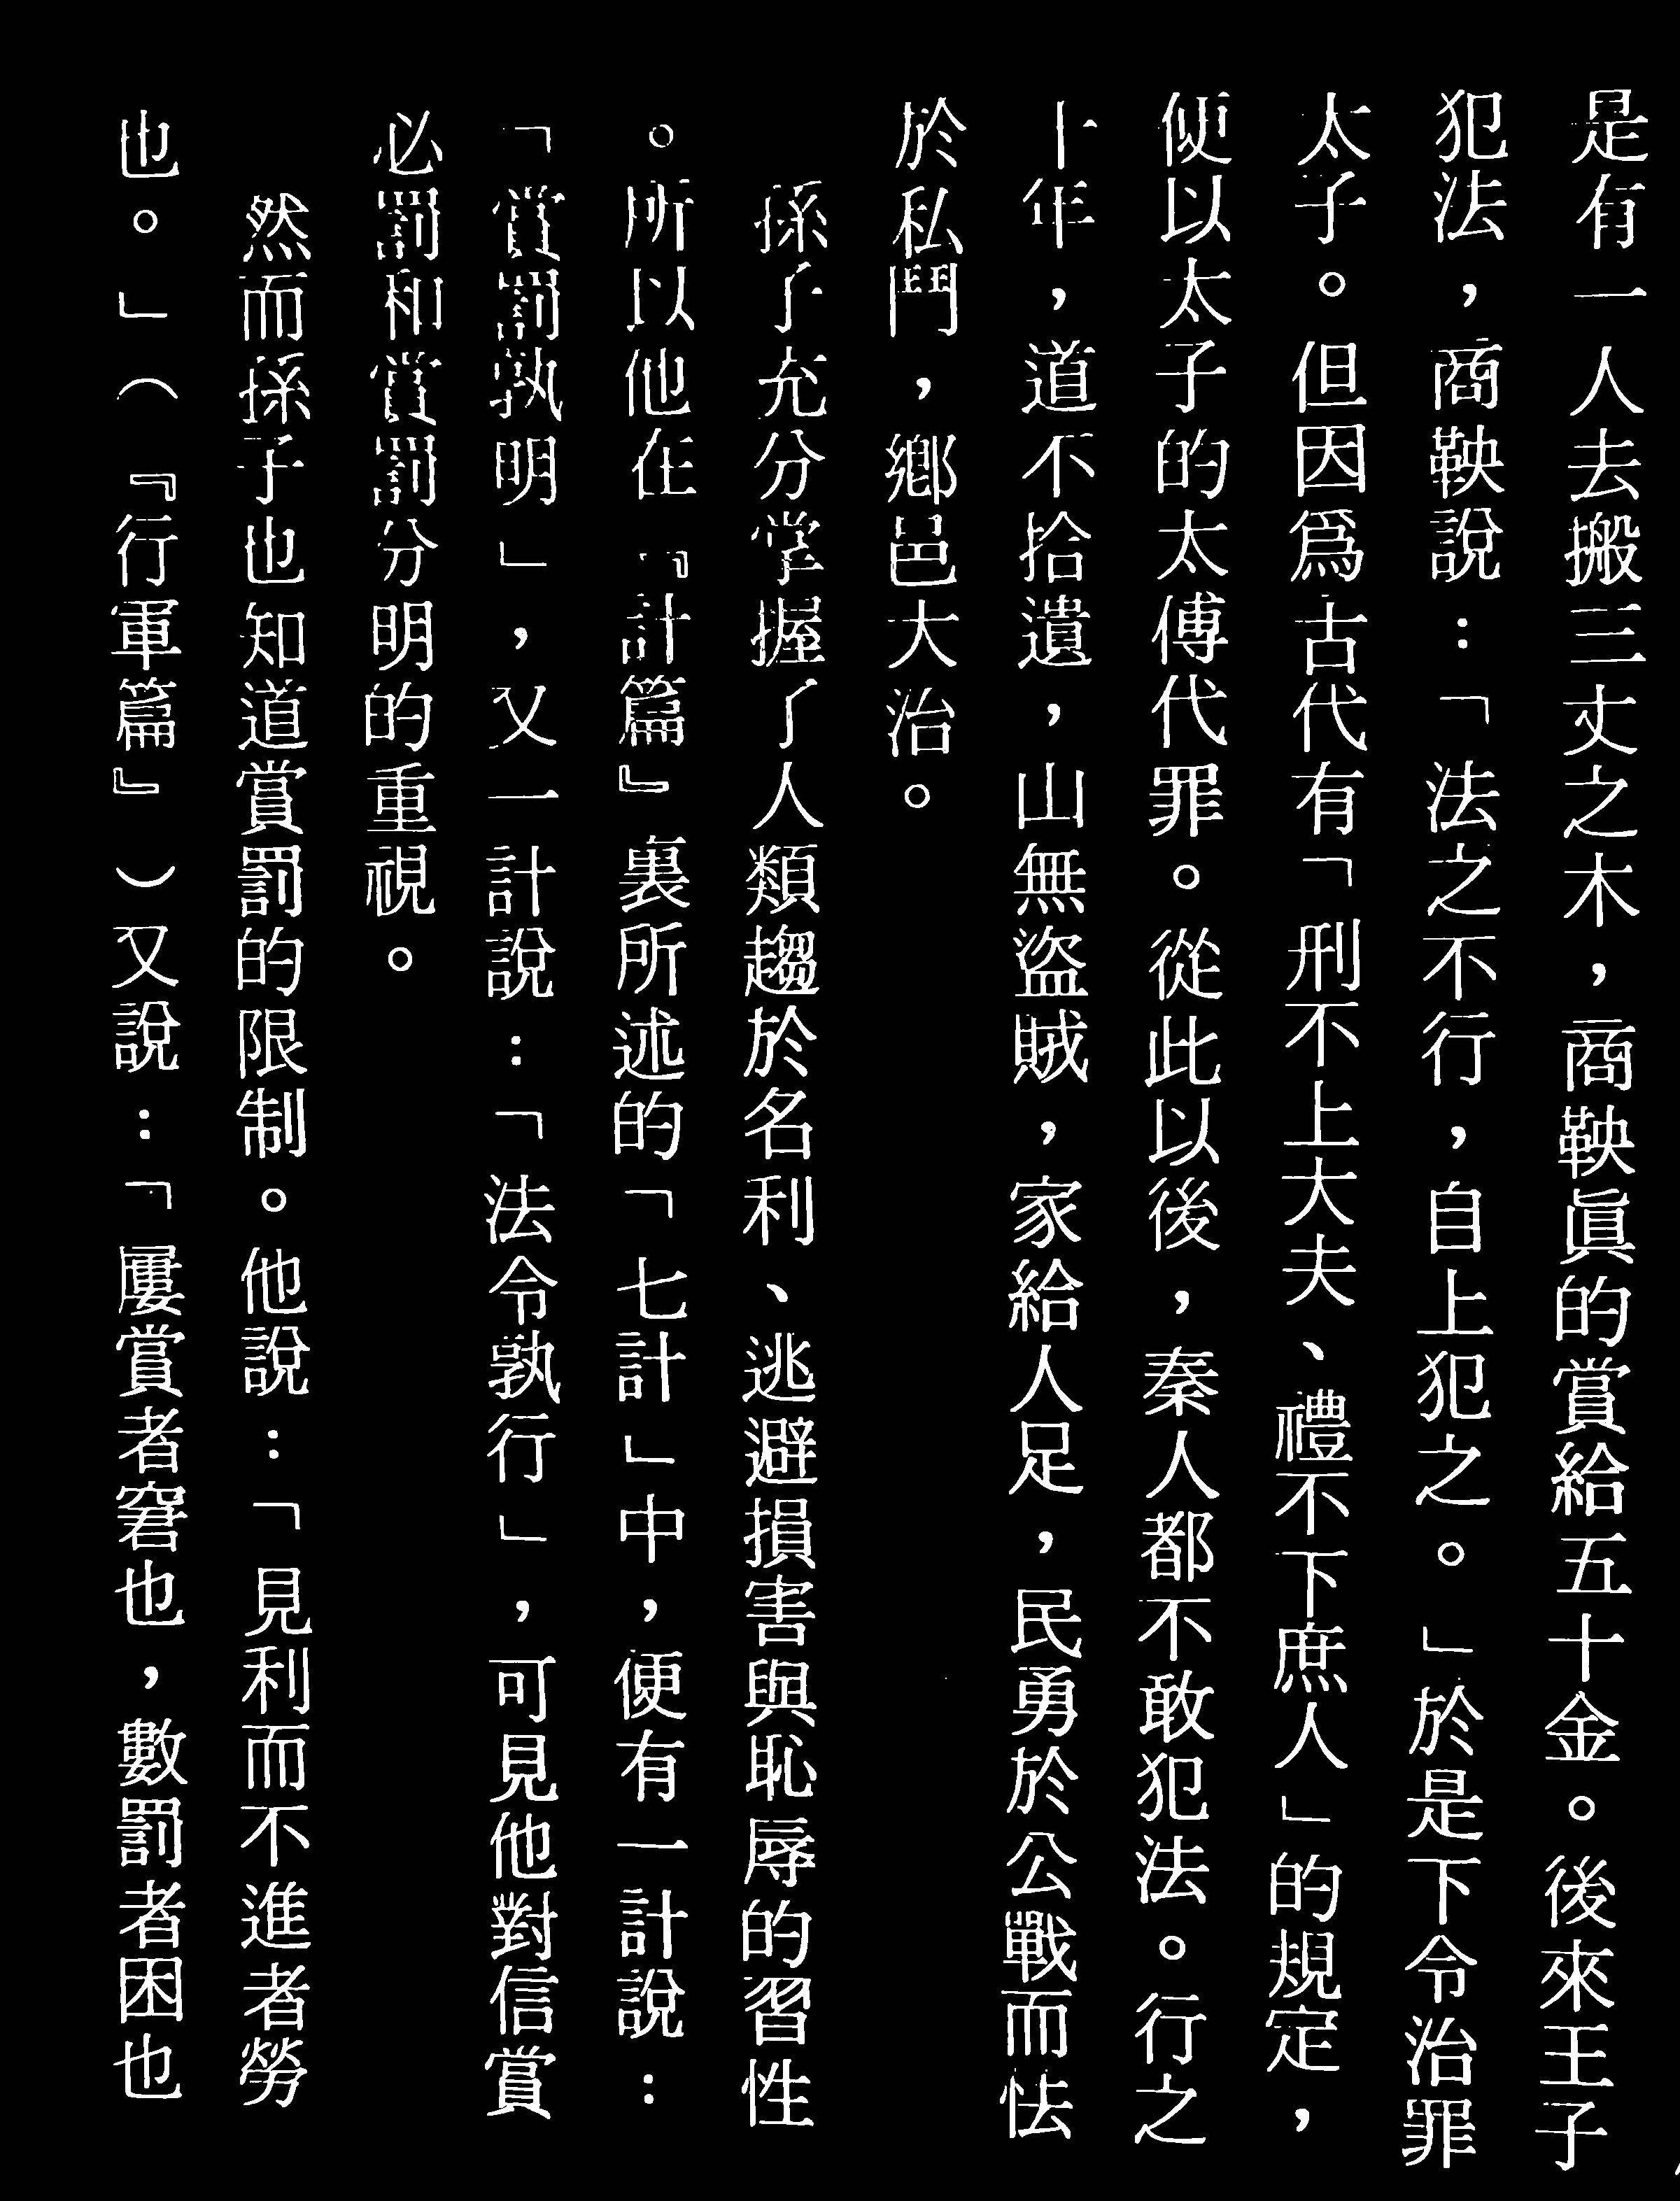 是有一人去搬三丈之木，商鞅眞的賞給五十金。後來王子
犯法，商鞅說：「法之不行，自上犯之。」於是下令治罪
太子。但因爲古代有「刑不上大夫、禮不下庶人」的規定，
便以太子的太傅代罪。從此以後，秦人都不敢犯法。行之
十年，道不拾遺，山無盜賊，家給人足，民勇於公戰而怯
於私鬥，鄉邑大治。
孫子充分掌握了人類趨於名利、逃避損害與恥辱的習性
。所以他在『計篇』裏所述的「七計」中，便有一計說：
「賞罰孰明」，又一計說：「法令孰行」，可見他對信賞
必罰和賞罰分明的重視。
然而孫子也知道賞罰的限制。他說：「見利而不進者勞
也。」（『行軍篇』）又說：「屢賞者窘也，數罰者困也